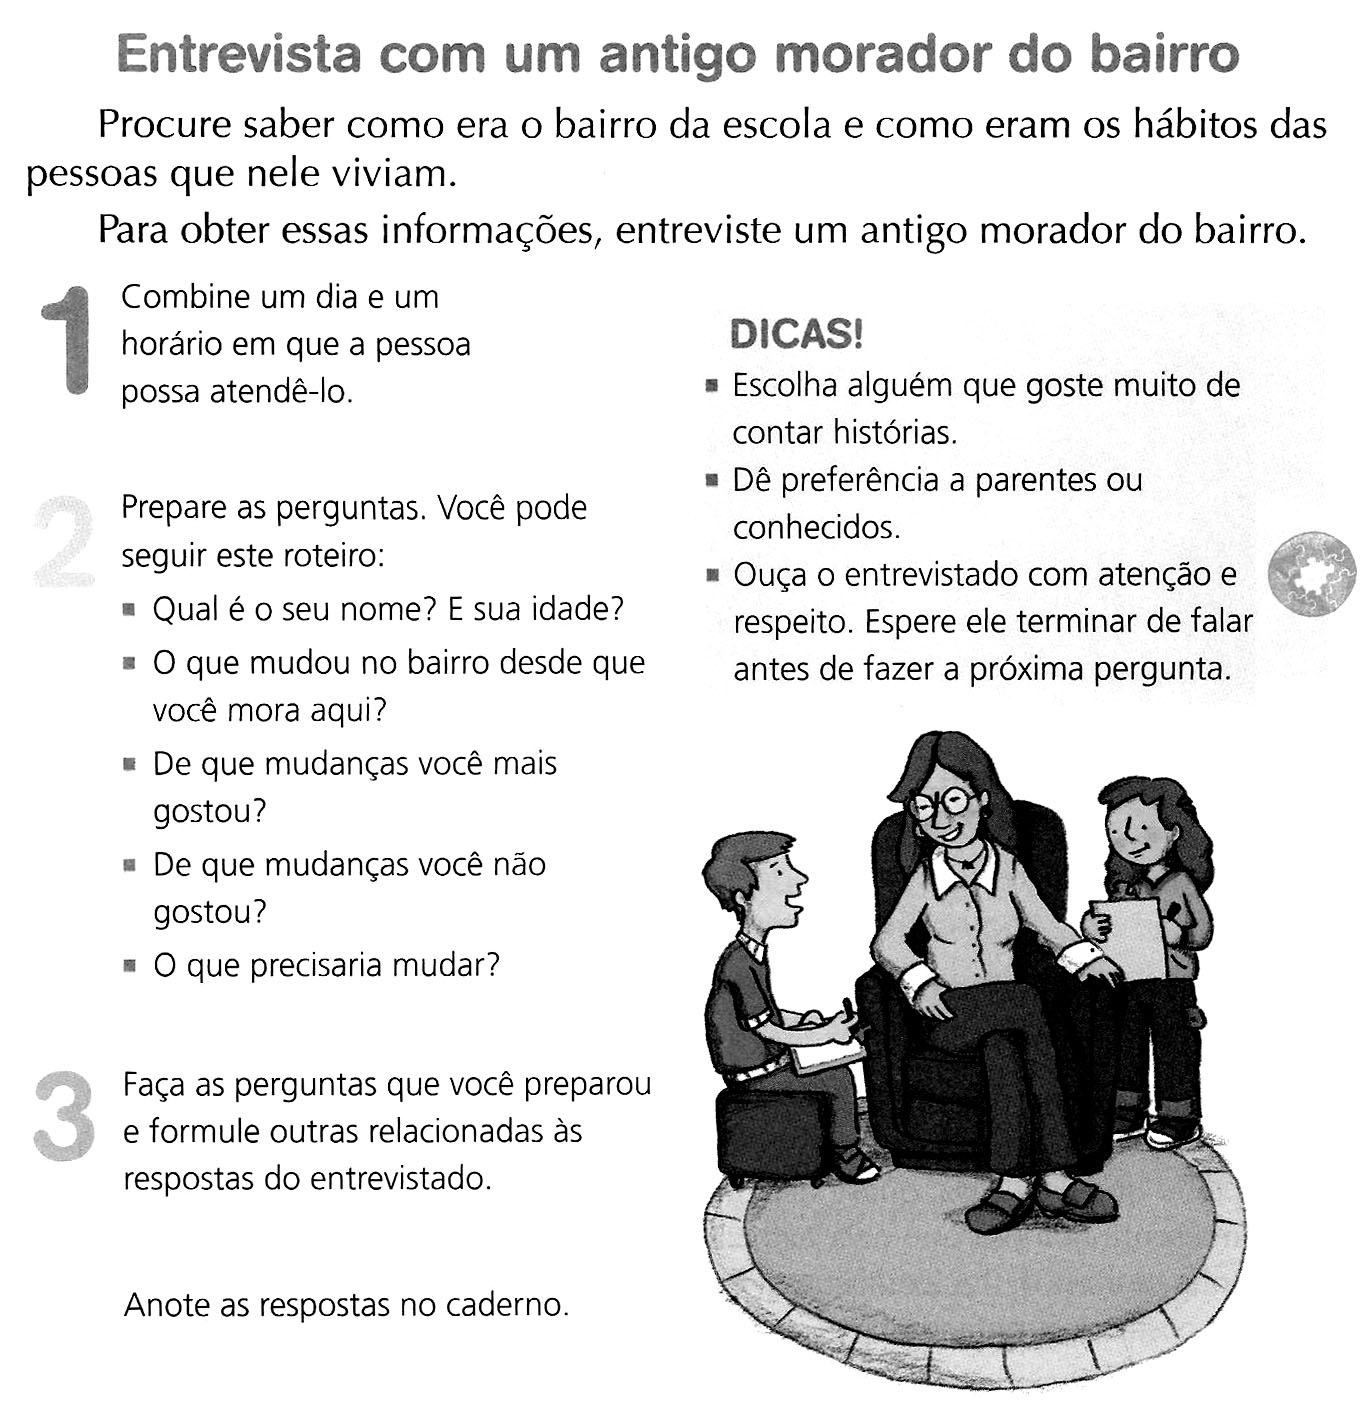 Entrevista com um antigo morador do bairro
Procure saber como era o bairro da escola e como eram os hábitos das
pessoas que nele viviam.
Para obter essas informações, entreviste um antigo morador do bairro.
1
Combine um dia e um
horário em que a pessoa
possa atendê-lo.
2
Prepare as perguntas. Você pode
seguir este roteiro:
▪ Qual é o seu nome? E sua idade?
▪ O que mudou no bairro desde que
você mora aqui?
▪ De que mudanças você mais
gostou?
▪ De que mudanças você não
gostou?
▪ O que precisaria mudar?
3
Faça as perguntas que você preparou
e formule outras relacionadas às
respostas do entrevistado.
Anote as respostas no caderno.
DICAS!
▪ Escolha alguém que goste muito de
contar histórias.
▪ Dê preferência a parentes ou
conhecidos.
▪ Ouça o entrevistado com atenção e
respeito. Espere ele terminar de falar
antes de fazer a próxima pergunta.